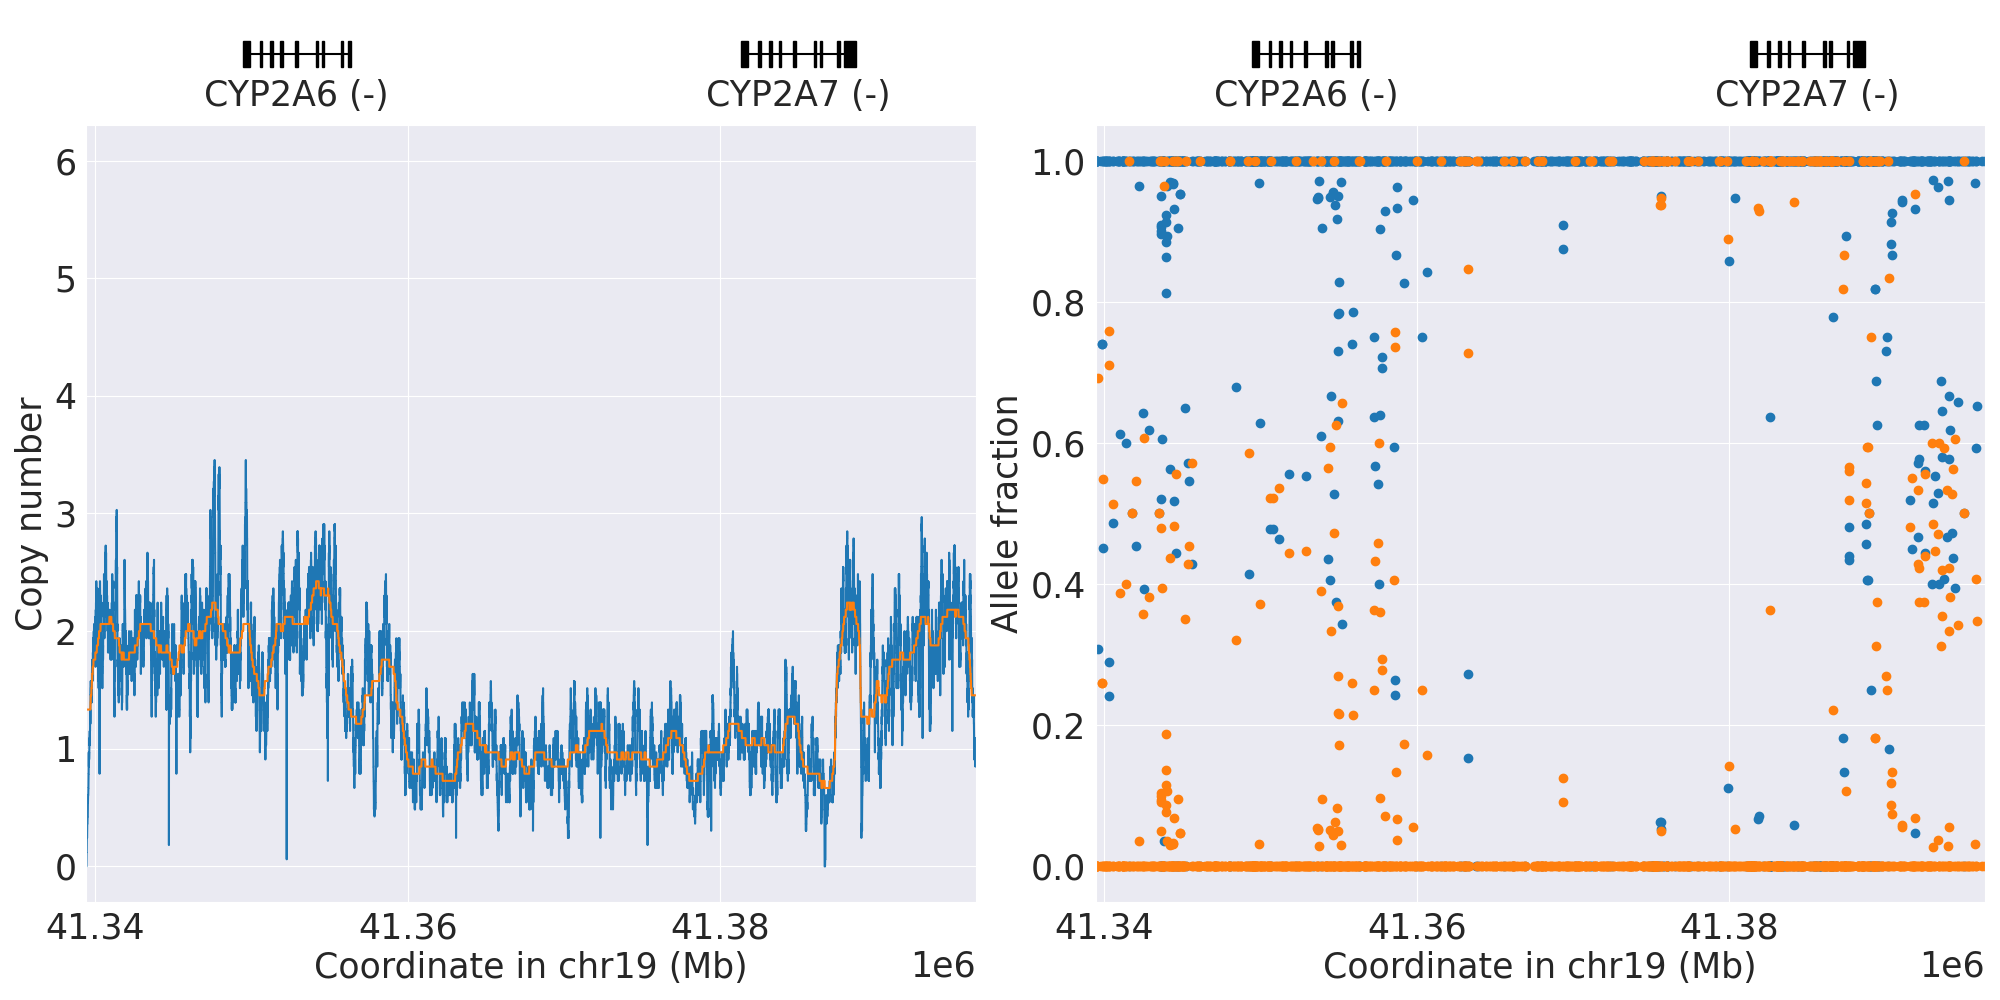 CYP2A6 (-) CYP2A7 (-)
6
5
4
3
2
1
0
Copy number
41.34 41.36 41.38
Coordinate in chr19 (Mb) 1e6
CYP2A6 (-) CYP2A7 (-)
1.0
0.8
0.6
0.4
0.2
0.0
Allele fraction
41.34 41.36 41.38
Coordinate in chr19 (Mb) 1e6